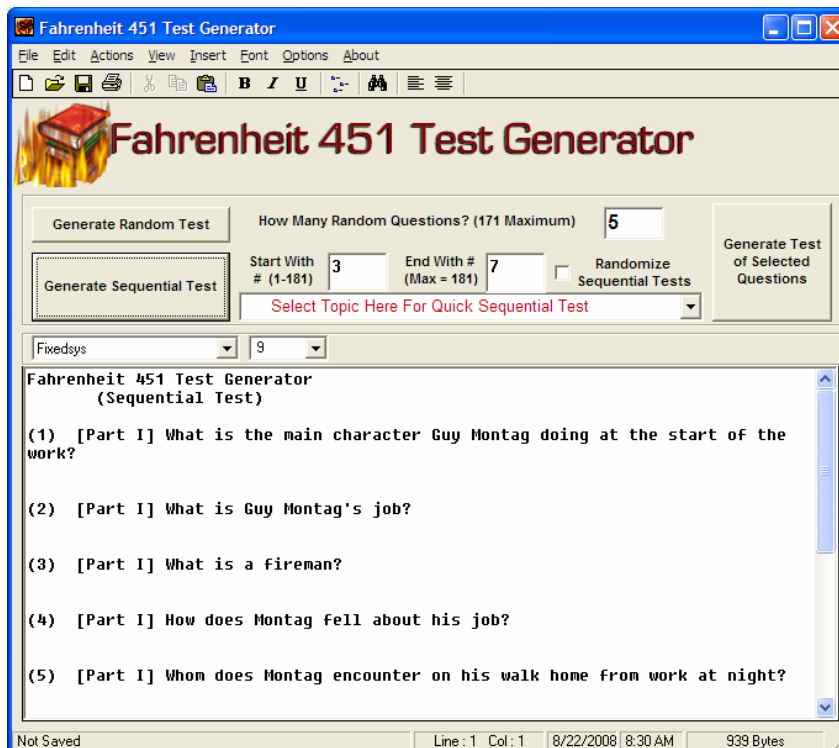 Fahrenheit 451 Test Generator
File Edit Actions View Insert Font Options About
B I U
Fahrenheit 451 Test Generator
Generate Random Test
How Many Random Questions? (171 Maximum)
5
Generate Test
of Selected
Questions
Generate Sequential Test
Start With
# (1-181)
3
End With #
(Max = 181)
7
Randomize
Sequential Tests
Select Topic Here For Quick Sequential Test
Fixedsys
9
Fahrenheit 451 Test Generator
(Sequential Test)
(1) [Part I] What is the main character Guy Montag doing at the start of the
work?
(2) [Part I] What is Guy Montag's job?
(3) [Part I] What is a fireman?
(4) [Part I] How does Montag fell about his job?
(5) [Part I] Whom does Montag encounter on his walk home from work at night?
Not Saved
Line : 1 Col : 1
8/22/2008
8:30 AM
939 Bytes